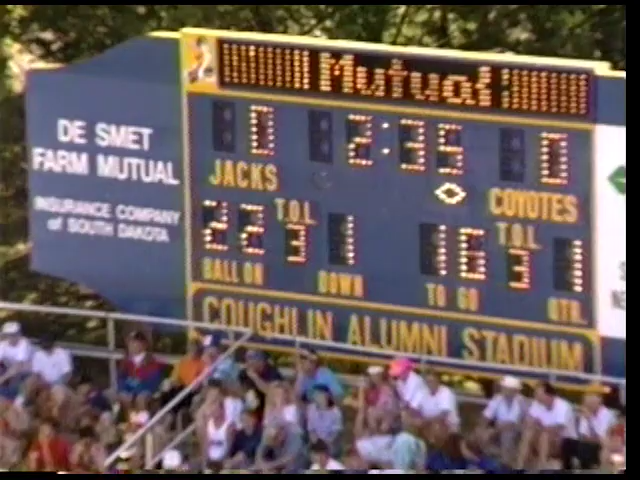 Mutual
DE SMET
FARM MUTUAL
INSURANCE COMPANY
of SOUTH DAKOTA
0 2:35 0
JACKS COYOTES
T.O.L. T.O.L.
22 3 1 16 3 1
BALL ON DOWN TO GO QTR.
COUGHLIN ALUMNI STADIUM